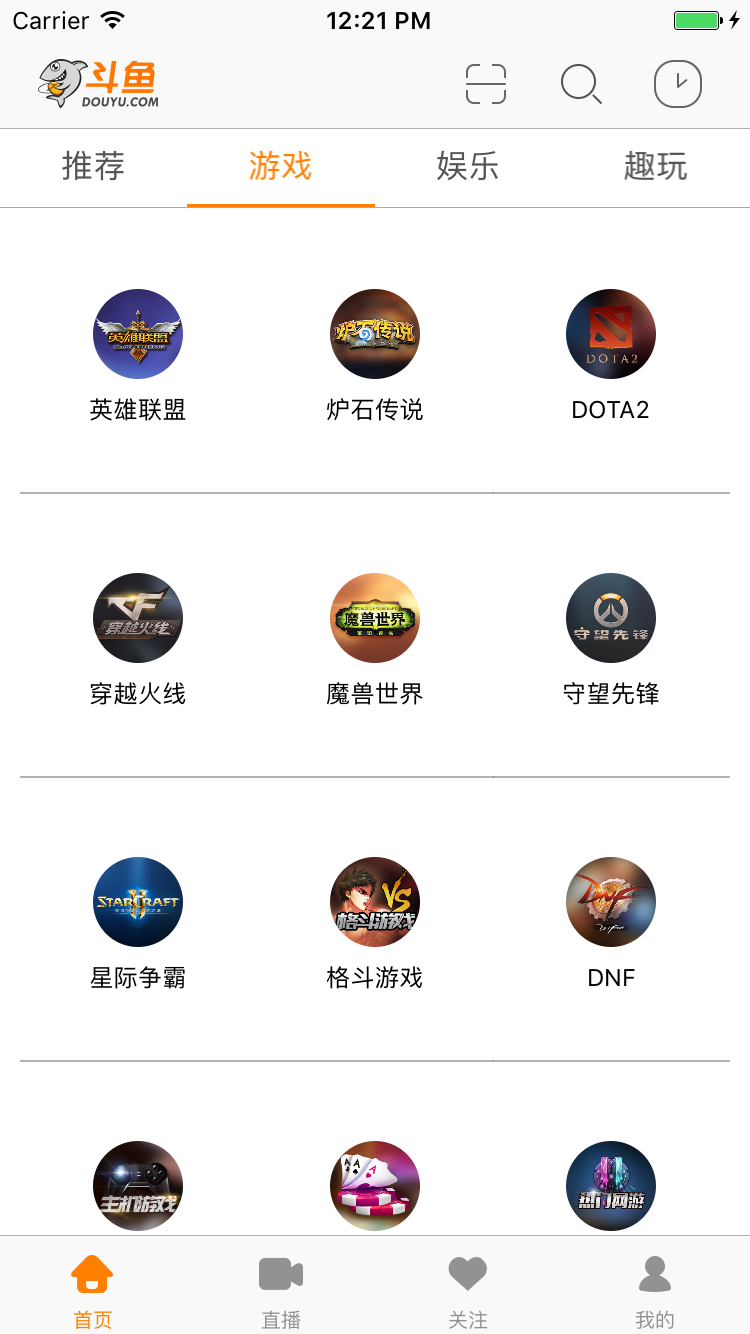 Carrier 12:21 PM
斗鱼
DOUYU.COM
推荐 游戏 娱乐 趣玩
英雄联盟 炉石传说 DOTA2
英雄联盟 炉石传说 DOTA2
穿越火线 魔兽世界 守望先锋
穿越火线 魔兽世界 守望先锋
STARCRAFT II 格斗游戏 VS DNF
星际争霸 格斗游戏 DNF
主机游戏 A A A 热门网游
首页 直播 关注 我的